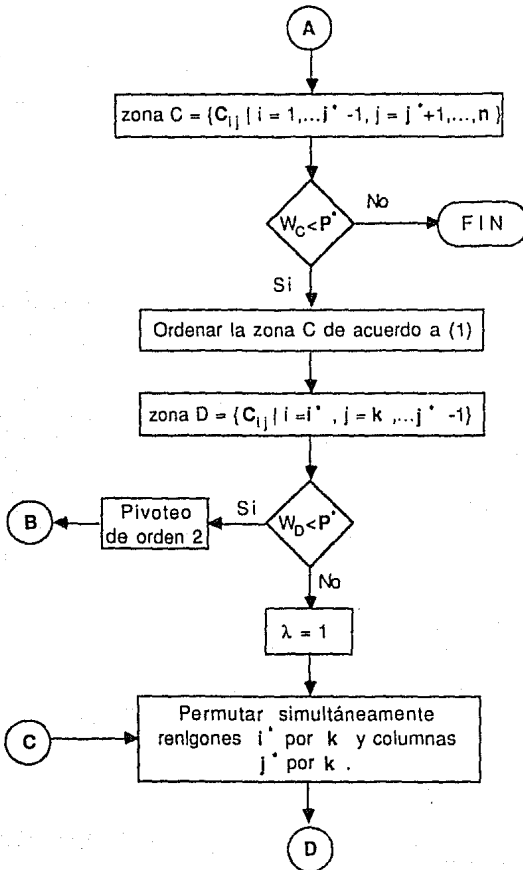 A
zona C = {C_ij | i = 1,...j* -1, j = j*+1,...,n }
W_C<P*
No
FIN
Si
Ordenar la zona C de acuerdo a (1)
zona D = {C_ij | i =i* , j = k ,...j* -1}
W_D<P*
Si
Pivoteo
de orden 2
B
No
λ = 1
C
Permutar simultáneamente
renlgones i* por k y columnas
j* por k .
D